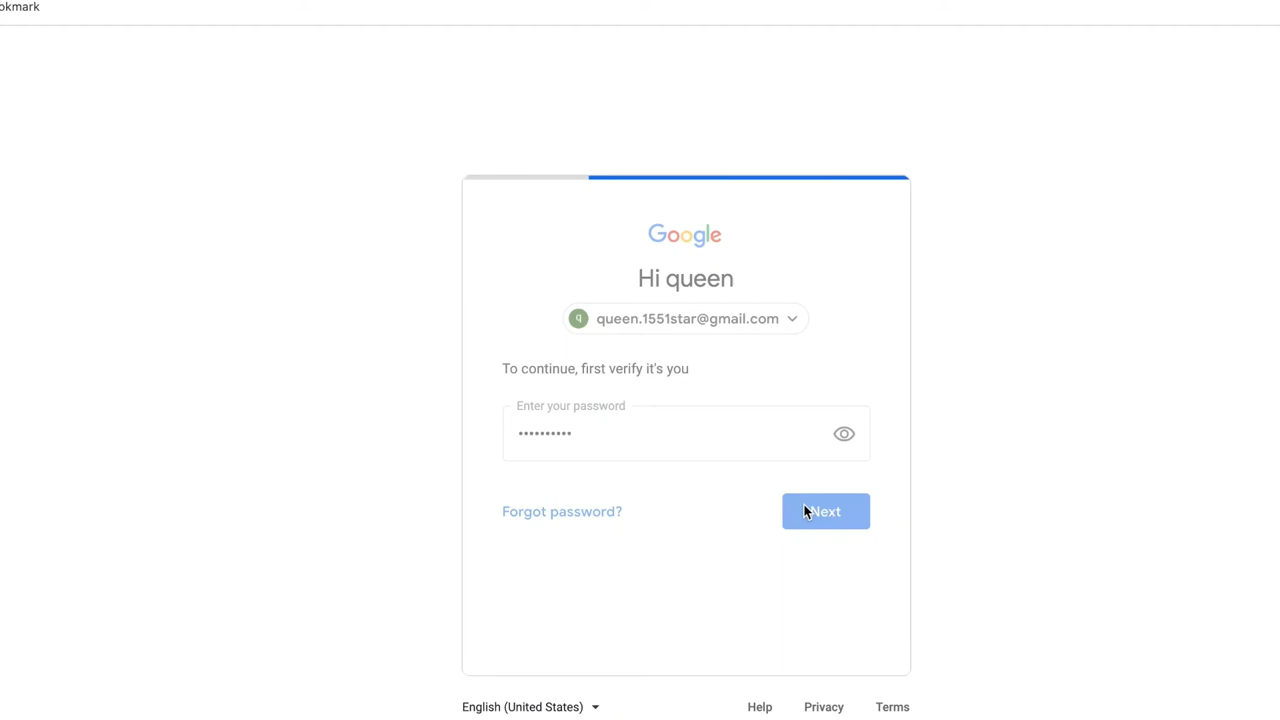 okmark
Google
Hi queen
q queen.1551star@gmail.com
To continue, first verify it's you
Enter your password
••••••••••
Forgot password? Next
English (United States) Help Privacy Terms